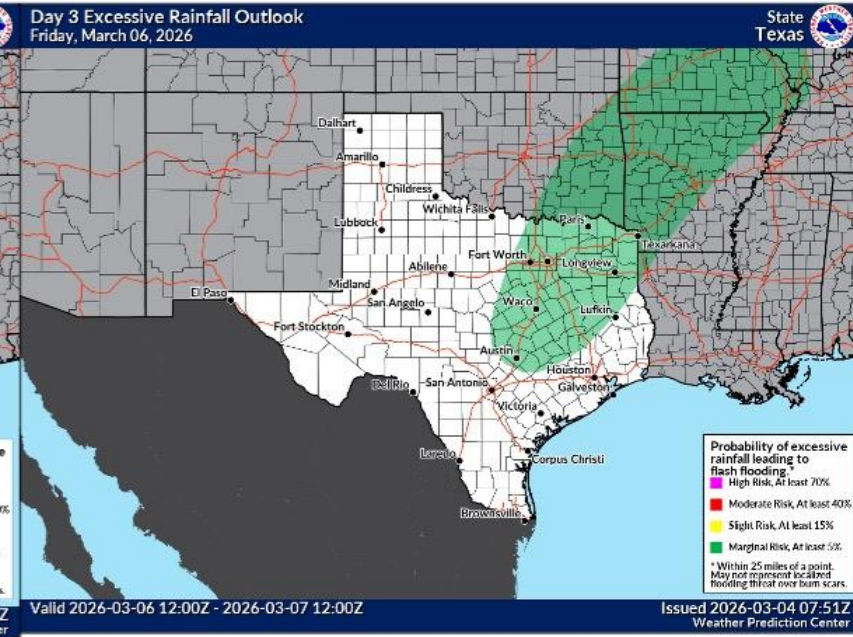 Day 3 Excessive Rainfall Outlook
Friday, March 06, 2026
State
Texas
Dalhart
Amarillo
Childress
Wichita Falls
Lubbock
Paris
Texarkana
Fort Worth
Longview
Abilene
Midland
El Paso
San Angelo
Waco
Lufkin
Fort Stockton
Austin
Houston
Del Rio
San Antonio
Galveston
Victoria
Laredo
Corpus Christi
Brownsville
Probability of excessive
rainfall leading to
flash flooding.*
High Risk, At least 70%
Moderate Risk, At least 40%
Slight Risk, At least 15%
Marginal Risk, At least 5%
* Within 25 miles of a point.
May not represent localized
flooding threat over burn scars.
Valid 2026-03-06 12:00Z - 2026-03-07 12:00Z
Issued 2026-03-04 07:51Z
Weather Prediction Center